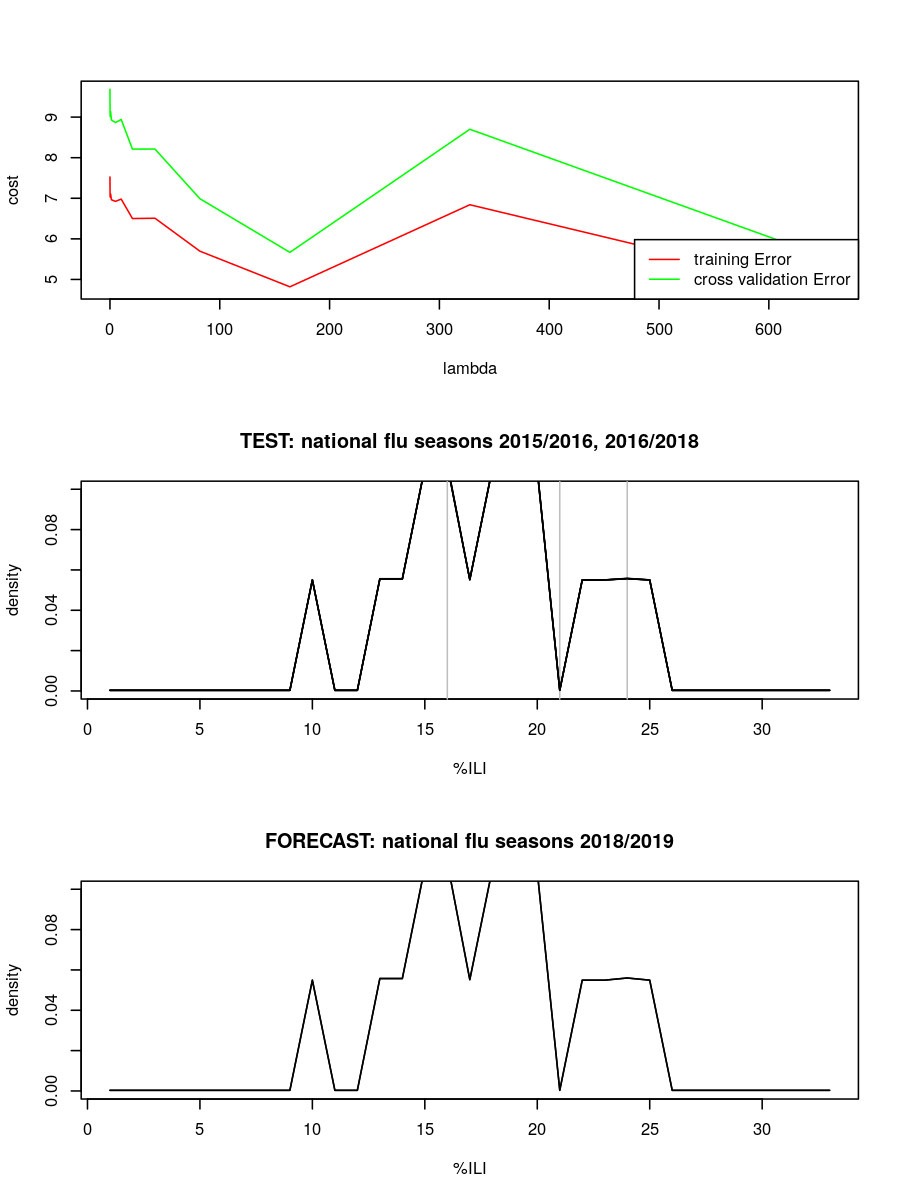 9
8
7
6
5
cost
training Error
cross validation Error
0 100 200 300 400 500 600
lambda
TEST: national flu seasons 2015/2016, 2016/2018
0.08
0.04
0.00
density
0 5 10 15 20 25 30
%ILI
FORECAST: national flu seasons 2018/2019
0.08
0.04
0.00
density
0 5 10 15 20 25 30
%ILI